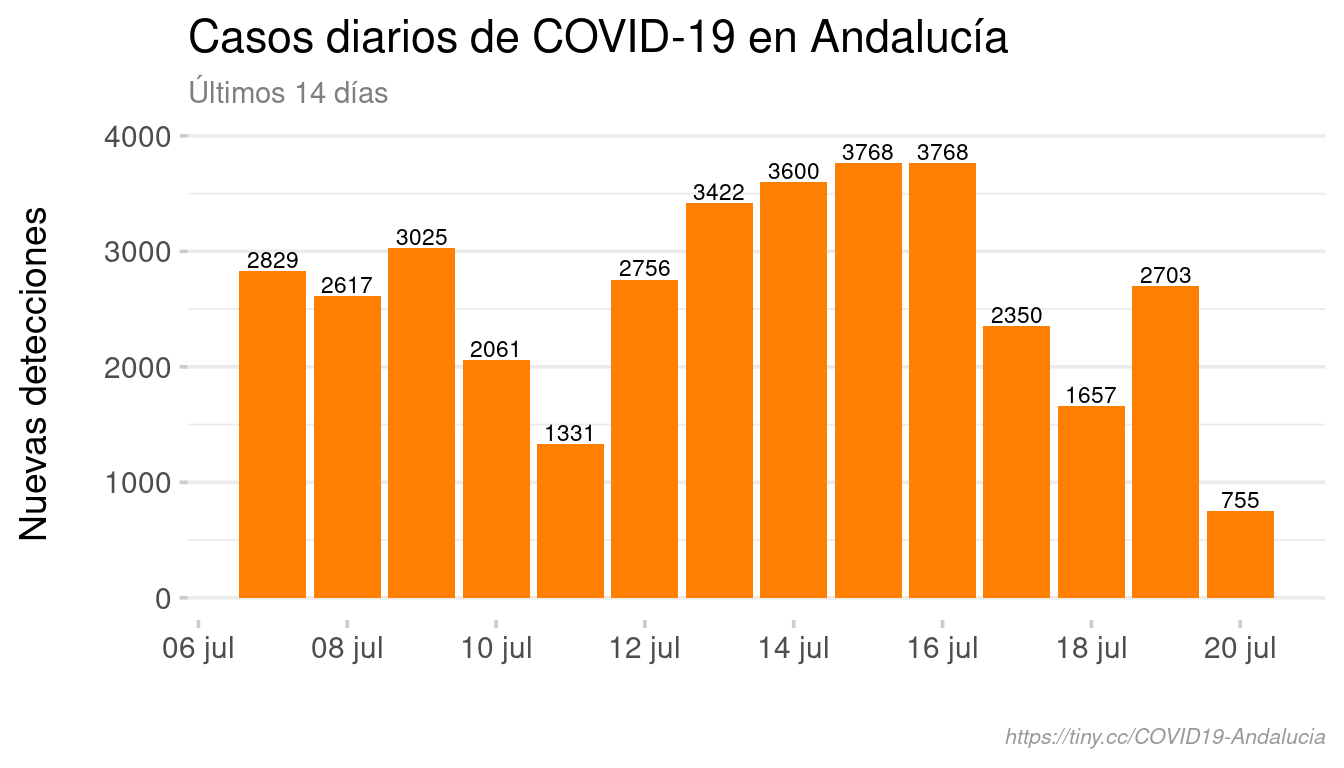 Casos diarios de COVID-19 en Andalucía
Últimos 14 días
Nuevas detecciones
4000
3000
2000
1000
0
2829
2617
3025
2061
1331
2756
3422
3600
3768
3768
2350
1657
2703
755
06 jul
08 jul
10 jul
12 jul
14 jul
16 jul
18 jul
20 jul
https://tiny.cc/COVID19-Andalucia